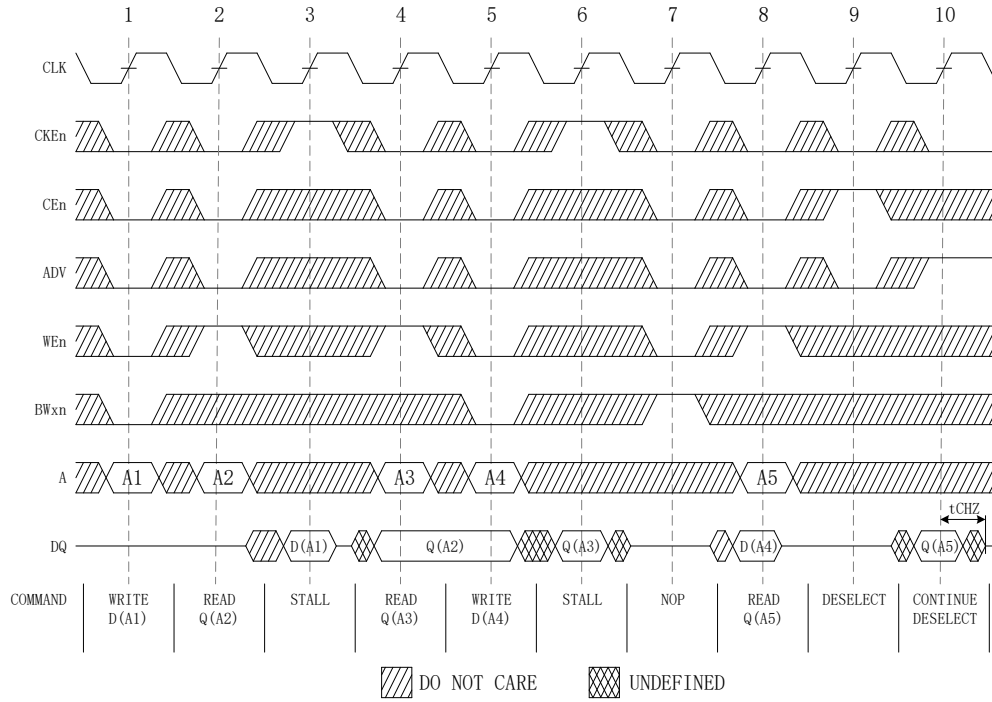 1 2 3 4 5 6 7 8 9 10
CLK
CKEn
CEn
ADV
WEn
BWxn
A A1 A2 A3 A4 A5
tCHZ
DQ D(A1) Q(A2) Q(A3) D(A4) Q(A5)
COMMAND WRITE READ STALL READ WRITE STALL NOP READ DESELECT CONTINUE
D(A1) Q(A2) Q(A3) D(A4) Q(A5) DESELECT
DO NOT CARE UNDEFINED